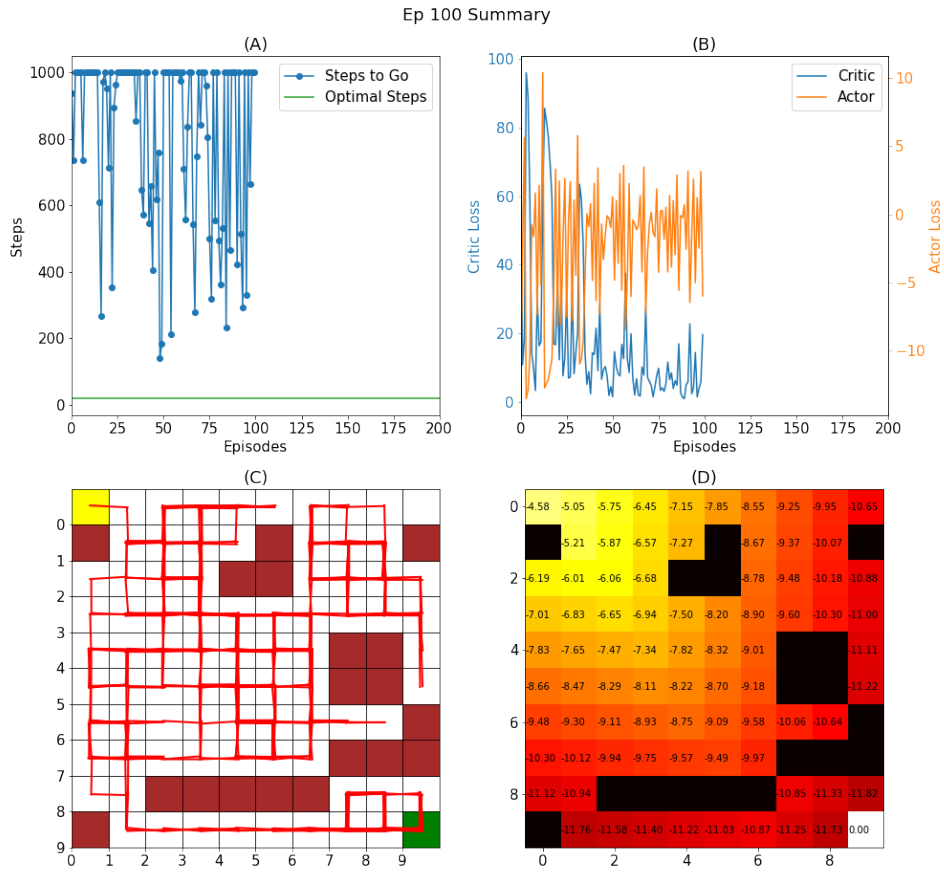 Ep 100 Summary
(A)
1000
800
600
400
200
0
Steps
Steps to Go
Optimal Steps
0 25 50 75 100 125 150 175 200
Episodes
(B)
100
80
60
40
20
0
Critic Loss
Critic
Actor
10
5
0
−5
−10
Actor Loss
0 25 50 75 100 125 150 175 200
Episodes
(C)
0
1
2
3
4
5
6
7
8
9
0 1 2 3 4 5 6 7 8 9
(D)
0 -4.58 -5.05 -5.75 -6.45 -7.15 -7.85 -8.55 -9.25 -9.95 -10.65
-5.21 -5.87 -6.57 -7.27 -8.67 -9.37 -10.07
2 -6.19 -6.01 -6.06 -6.68 -8.78 -9.48 -10.18 -10.88
-7.01 -6.83 -6.65 -6.94 -7.50 -8.20 -8.90 -9.60 -10.30 -11.00
4 -7.83 -7.65 -7.47 -7.34 -7.82 -8.32 -9.01 -11.11
-8.66 -8.47 -8.29 -8.11 -8.22 -8.70 -9.18 -11.22
6 -9.48 -9.30 -9.11 -8.93 -8.75 -9.09 -9.58 -10.06 -10.64
-10.30 -10.12 -9.94 -9.75 -9.57 -9.49 -9.97
8 -11.12 -10.94 -10.85 -11.33 -11.82
-11.76 -11.58 -11.40 -11.22 -11.03 -10.87 -11.25 -11.73 0.00
0 2 4 6 8